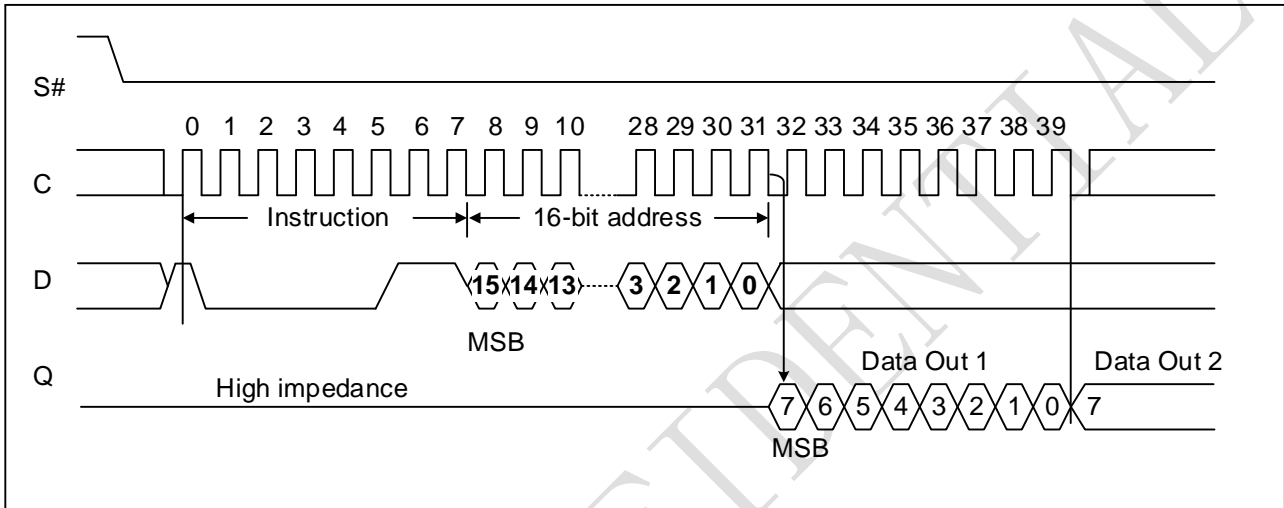 S#
0 1 2 3 4 5 6 7 8 9 10 28 29 30 31 32 33 34 35 36 37 38 39
C
Instruction 16-bit address
D
15 14 13 3 2 1 0
MSB
Data Out 1 Data Out 2
Q
High impedance
7 6 5 4 3 2 1 0 7
MSB
IDENTIAL